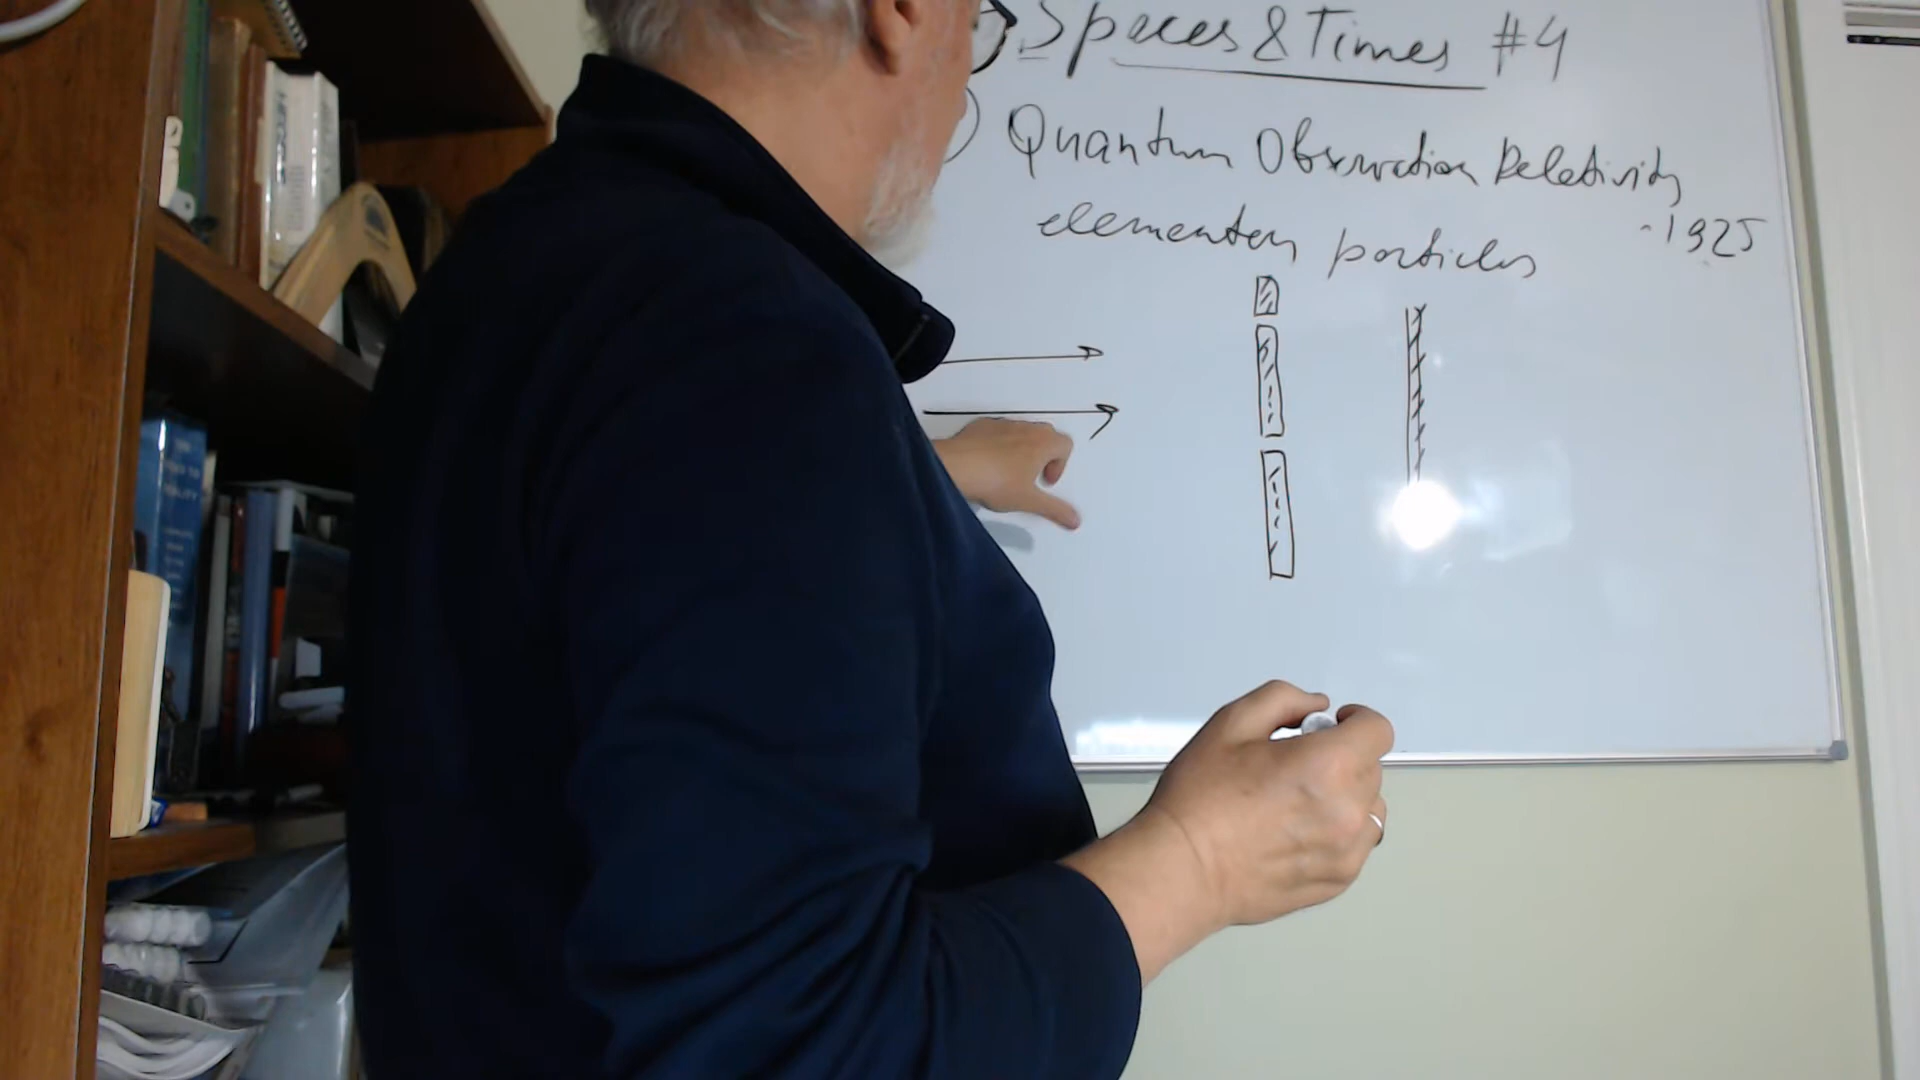 Spaces & Times #4
Quantum Observation Relativity
elementary particles ~1925